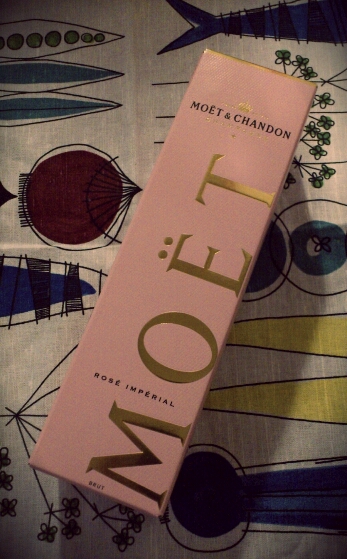 MOËT & CHANDON
MOËT
ROSÉ IMPÉRIAL
BRUT